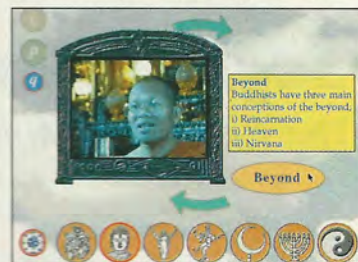 Beyond
Buddhists have three main
conceptions of the beyond,
i) Reincarnation
ii) Heaven
iii) Nirvana
Beyond